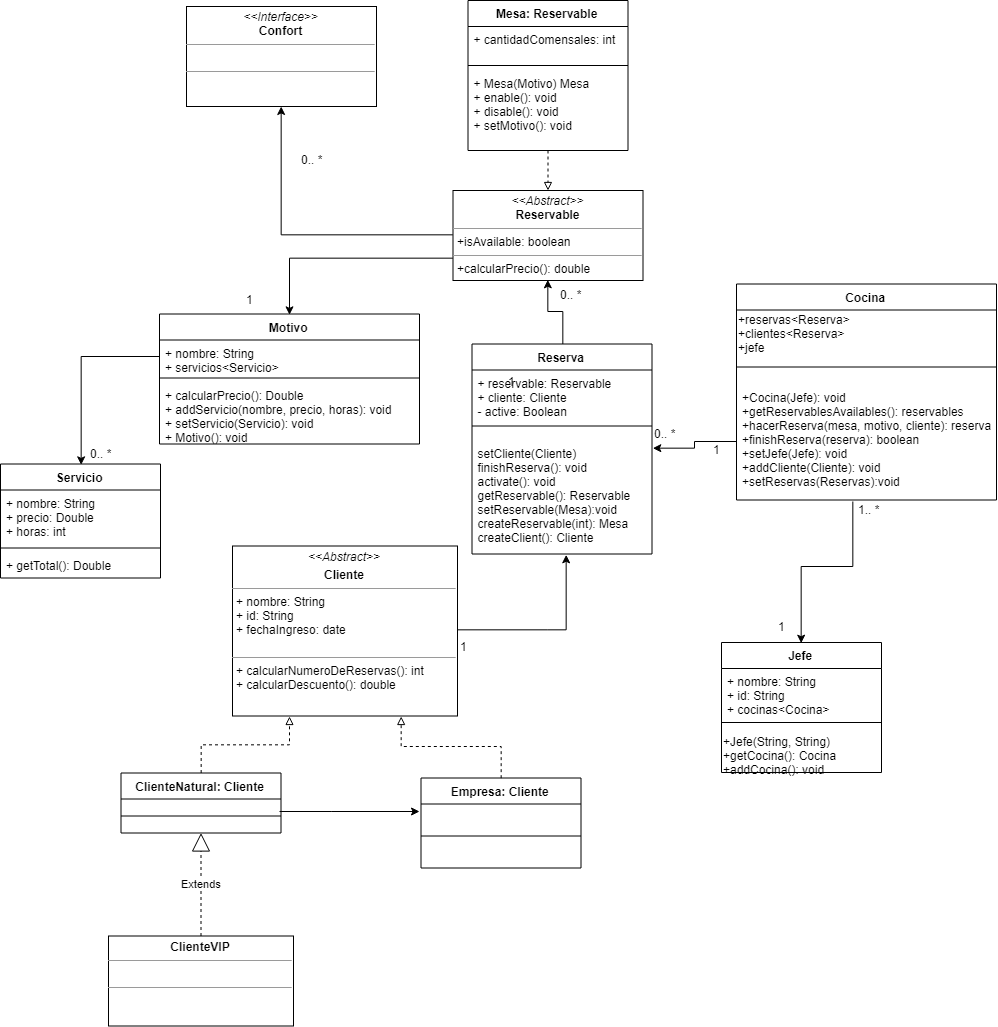 <<Interface>>
Confort
0.. *
Mesa: Reservable
+ cantidadComensales: int
+ Mesa(Motivo) Mesa
+ enable(): void
+ disable(): void
+ setMotivo(): void
<<Abstract>>
Reservable
+isAvailable: boolean
+calcularPrecio(): double
1
0.. *
Motivo
+ nombre: String
+ servicios<Servicio>
+ calcularPrecio(): Double
+ addServicio(nombre, precio, horas): void
+ setServicio(Servicio): void
+ Motivo(): void
0.. *
Servicio
+ nombre: String
+ precio: Double
+ horas: int
+ getTotal(): Double
Reserva
+ reservable: Reservable
+ cliente: Cliente
- active: Boolean
setCliente(Cliente)
finishReserva(): void
activate(): void
getReservable(): Reservable
setReservable(Mesa):void
createReservable(int): Mesa
createClient(): Cliente
0.. *
1
Cocina
+reservas<Reserva>
+clientes<Reserva>
+jefe
+Cocina(Jefe): void
+getReservablesAvailables(): reservables
+hacerReserva(mesa, motivo, cliente): reserva
+finishReserva(reserva): boolean
+setJefe(Jefe): void
+addCliente(Cliente): void
+setReservas(Reservas):void
1.. *
1
Jefe
+ nombre: String
+ id: String
+ cocinas<Cocina>
+Jefe(String, String)
+getCocina(): Cocina
+addCocina(): void
<<Abstract>>
Cliente
+ nombre: String
+ id: String
+ fechaIngreso: date
+ calcularNumeroDeReservas(): int
+ calcularDescuento(): double
1
ClienteNatural: Cliente
Empresa: Cliente
Extends
ClienteVIP